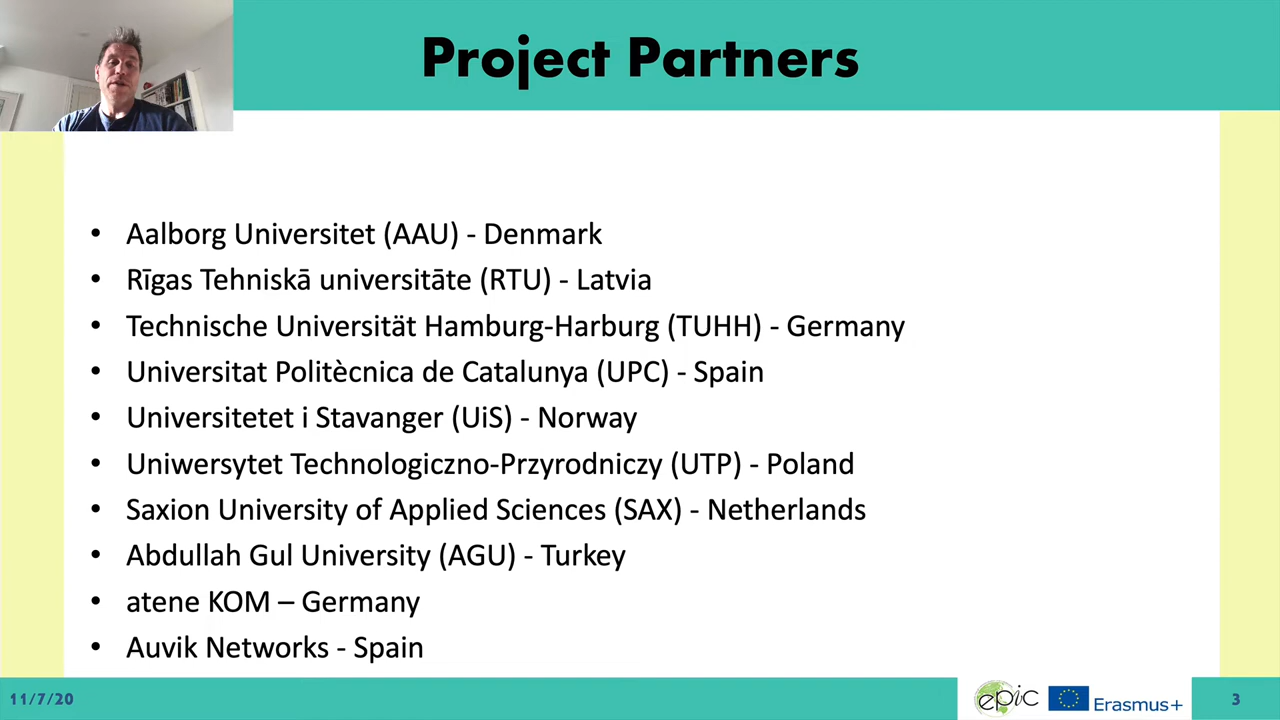 Project Partners
• Aalborg Universitet (AAU) - Denmark
• Rīgas Tehniskā universitāte (RTU) - Latvia
• Technische Universität Hamburg-Harburg (TUHH) - Germany
• Universitat Politècnica de Catalunya (UPC) - Spain
• Universitetet i Stavanger (UiS) - Norway
• Uniwersytet Technologiczno-Przyrodniczy (UTP) - Poland
• Saxion University of Applied Sciences (SAX) - Netherlands
• Abdullah Gul University (AGU) - Turkey
• atene KOM – Germany
• Auvik Networks - Spain
11/7/20
epic
Erasmus+
3